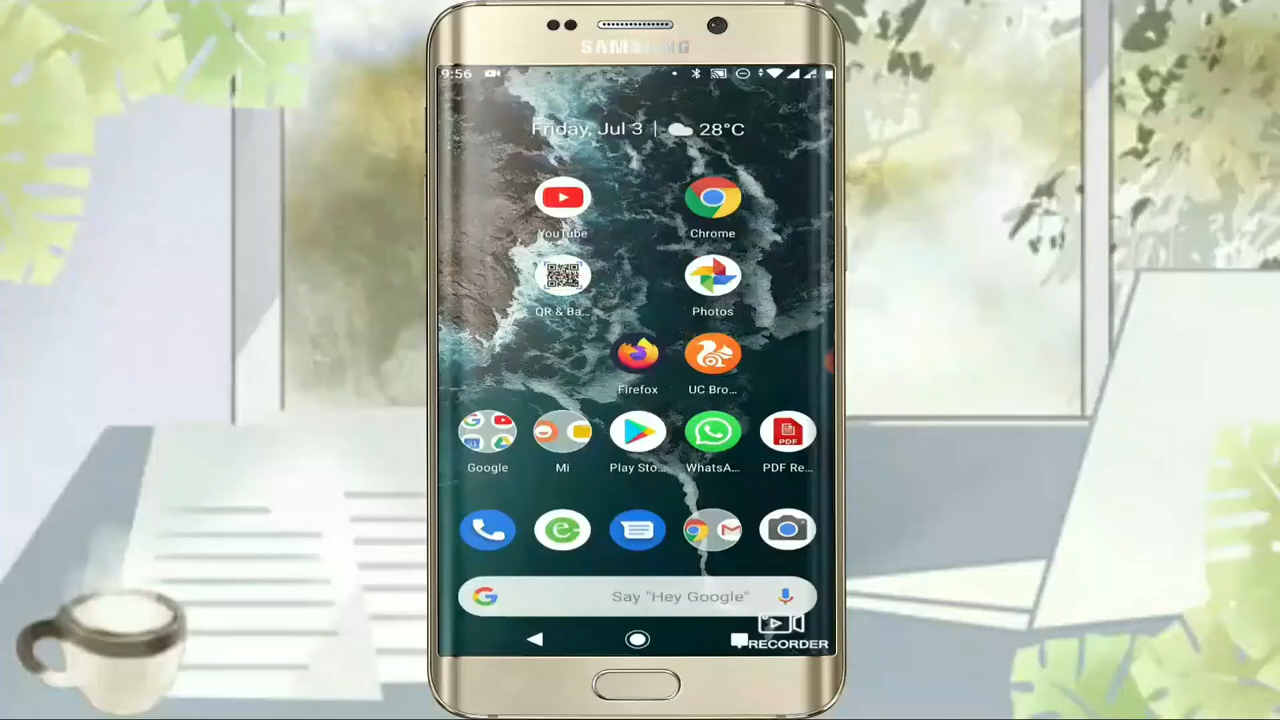 SAMSUNG
9:56
Friday, Jul 3 | 28°C
YouTube
Chrome
QR & Ba...
Photos
Firefox
UC Bro...
Google
Mi
Play Sto...
WhatsA...
PDF Re...
Say "Hey Google"
RECORDER